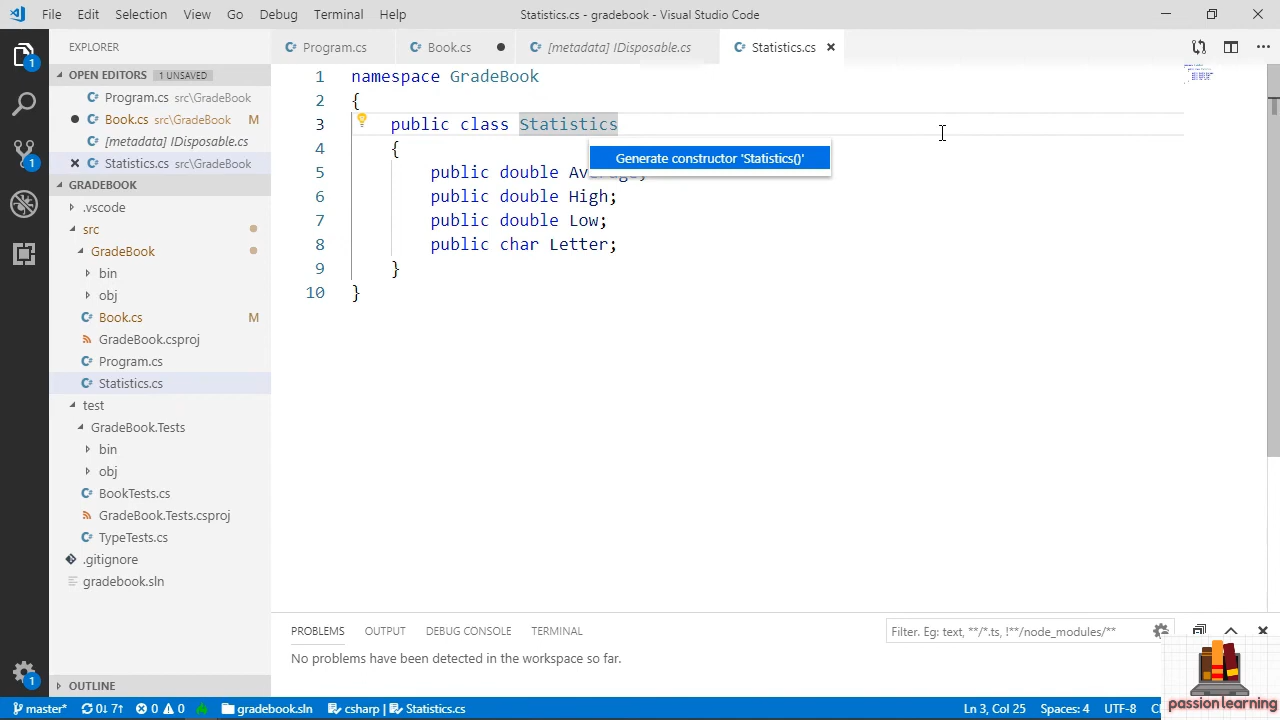 File Edit Selection View Go Debug Terminal Help Statistics.cs - gradebook - Visual Studio Code
EXPLORER
OPEN EDITORS 1 UNSAVED
Program.cs src\GradeBook
Book.cs src\GradeBook M
[metadata] IDisposable.cs
Statistics.cs src\GradeBook
GRADEBOOK
.vscode
src
GradeBook
bin
obj
Book.cs M
GradeBook.csproj
Program.cs
Statistics.cs
test
GradeBook.Tests
bin
obj
BookTests.cs
GradeBook.Tests.csproj
TypeTests.cs
.gitignore
gradebook.sln
OUTLINE
Program.cs Book.cs [metadata] IDisposable.cs Statistics.cs
1 namespace GradeBook
2 {
3 public class Statistics
4 {
Generate constructor 'Statistics()'
5 public double Average;
6 public double High;
7 public double Low;
8 public char Letter;
9 }
10 }
PROBLEMS OUTPUT DEBUG CONSOLE TERMINAL Filter. Eg: text, **/*.ts, !**/node_modules/**
No problems have been detected in the workspace so far.
passionlearning
master* 0↓ 7↑ 0 0 gradebook.sln csharp | Statistics.cs Ln 3, Col 25 Spaces: 4 UTF-8